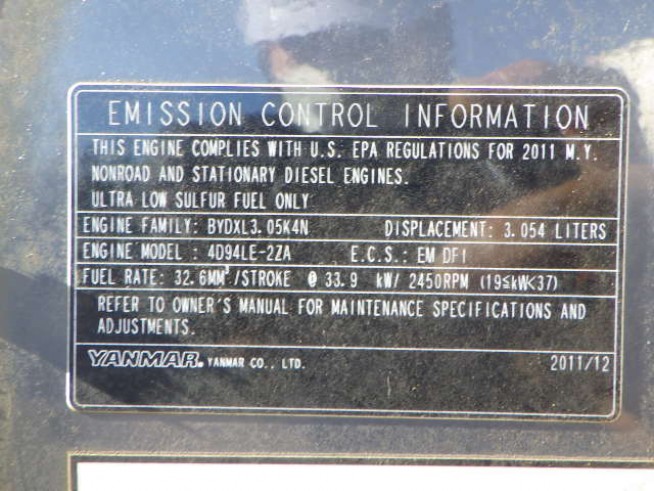 EMISSION CONTROL INFORMATION
THIS ENGINE COMPLIES WITH U.S. EPA REGULATIONS FOR 2011 M.Y.
NONROAD AND STATIONARY DIESEL ENGINES.
ULTRA LOW SULFUR FUEL ONLY
ENGINE FAMILY: BYDXL3.05K4N DISPLACEMENT: 3.054 LITERS
ENGINE MODEL : 4D94LE-2ZA E.C.S.: EM DFI
FUEL RATE: 32.6MM³/STROKE @ 33.9 kW/ 2450RPM (19≤kW<37)
REFER TO OWNER'S MANUAL FOR MAINTENANCE SPECIFICATIONS AND
ADJUSTMENTS.
YANMAR. YANMAR CO., LTD. 2011/12